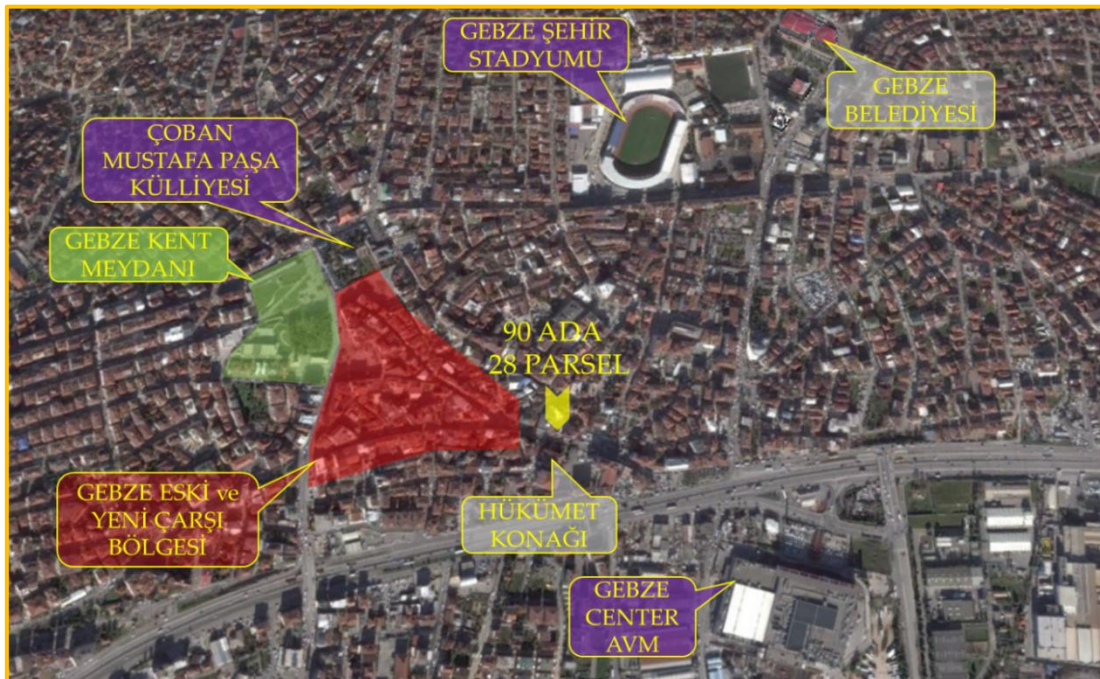 GEBZE ŞEHİR
STADYUMU
GEBZE
BELEDİYESİ
ÇOBAN
MUSTAFA PAŞA
KÜLLİYESİ
GEBZE KENT
MEYDANI
90 ADA
28 PARSEL
GEBZE ESKİ ve
YENİ ÇARŞI
BÖLGESİ
HÜKÜMET
KONAĞI
GEBZE
CENTER
AVM